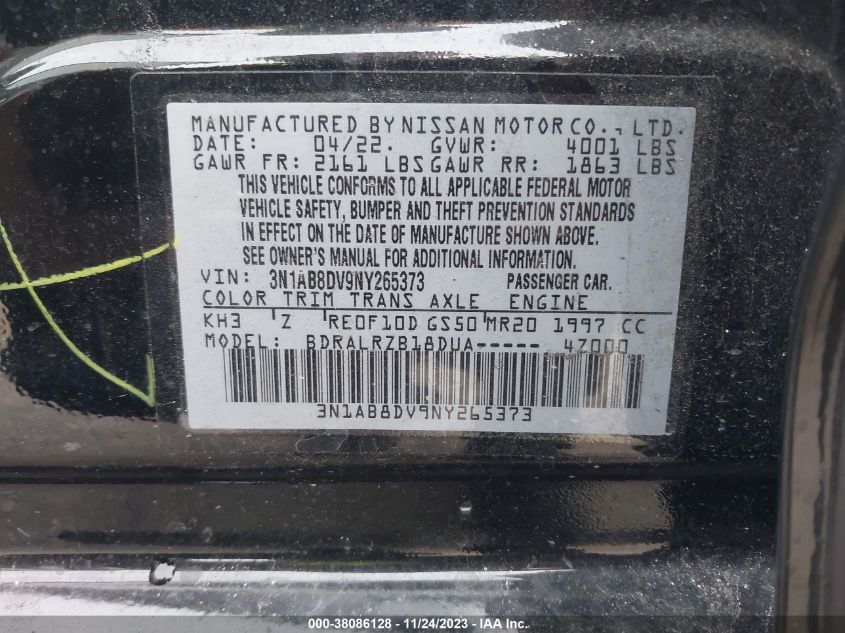 MANUFACTURED BY NISSAN MOTOR CO., LTD.
DATE: 04/22. GVWR: 4001 LBS
GAWR FR: 2161 LBS GAWR RR: 1863 LBS
THIS VEHICLE CONFORMS TO ALL APPLICABLE FEDERAL MOTOR
VEHICLE SAFETY, BUMPER AND THEFT PREVENTION STANDARDS
IN EFFECT ON THE DATE OF MANUFACTURE SHOWN ABOVE.
SEE OWNER'S MANUAL FOR ADDITIONAL INFORMATION.
VIN: 3N1AB8DV9NY265373 PASSENGER CAR.
COLOR TRIM TRANS AXLE ENGINE
KH3 Z RE0F10D GS50 MR20 1997 CC
MODEL: BDRALRZB18DUA----- 47000
3N1AB8DV9NY265373
000-38086128 - 11/24/2023 - IAA Inc.